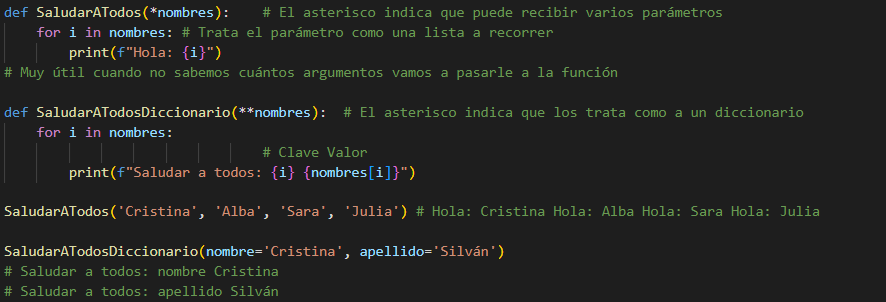 def SaludarATodos(*nombres):    # El asterisco indica que puede recibir varios parámetros
    for i in nombres: # Trata el parámetro como una lista a recorrer
        print(f"Hola: {i}")
# Muy útil cuando no sabemos cuántos argumentos vamos a pasarle a la función

def SaludarATodosDiccionario(**nombres):  # El asterisco indica que los trata como a un diccionario
    for i in nombres:
                                # Clave Valor
        print(f"Saludar a todos: {i} {nombres[i]}")

SaludarATodos('Cristina', 'Alba', 'Sara', 'Julia') # Hola: Cristina Hola: Alba Hola: Sara Hola: Julia

SaludarATodosDiccionario(nombre='Cristina', apellido='Silván')
# Saludar a todos: nombre Cristina
# Saludar a todos: apellido Silván